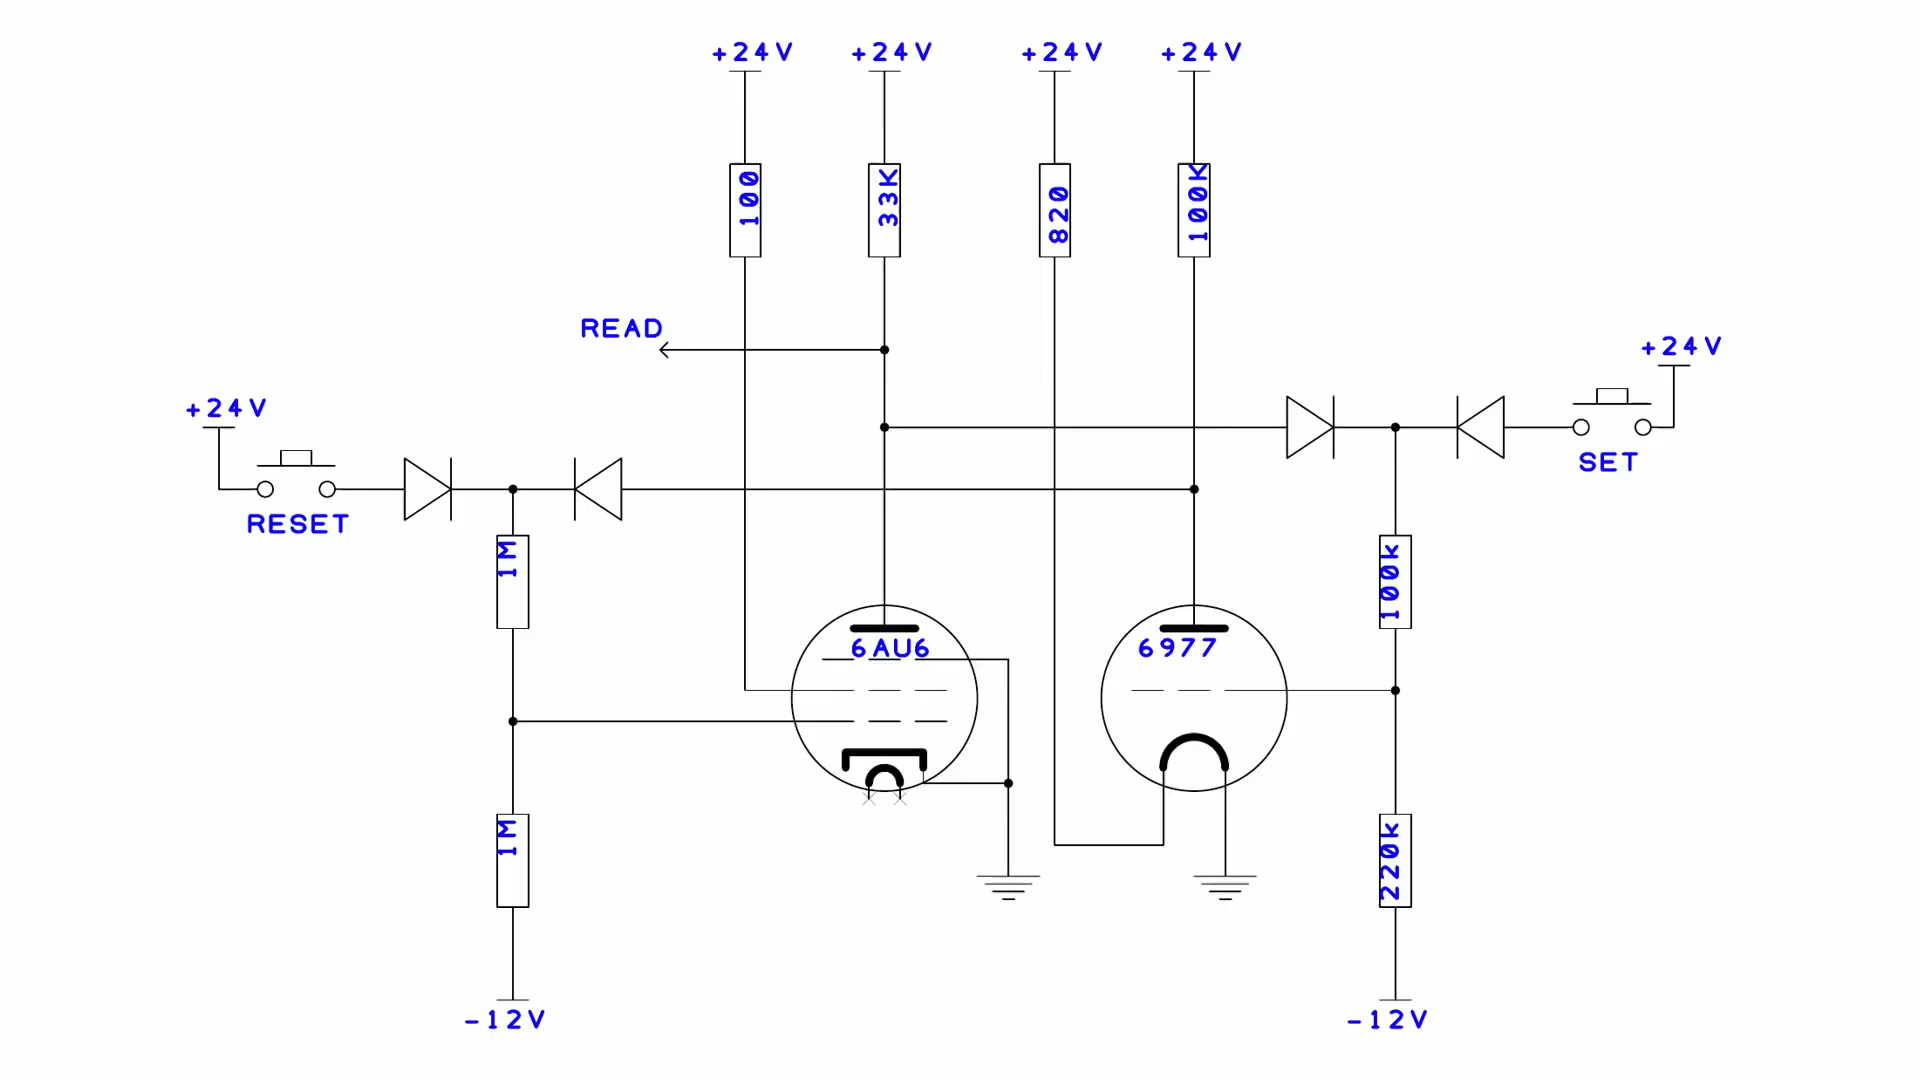 +24V
+24V
+24V
+24V
100
33K
820
100K
READ
+24V
+24V
SET
RESET
1M
100k
6AU6
6977
1M
220k
-12V
-12V